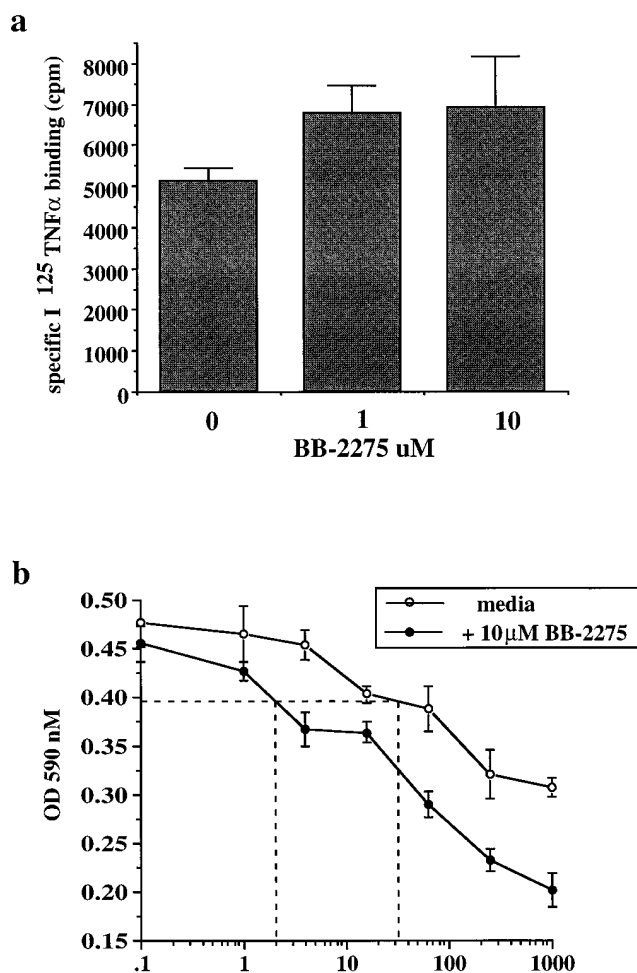 a
8000
7000
6000
5000
4000
3000
2000
1000
0
specific I 125 TNFα binding (cpm)
0 1 10
BB-2275 uM
b
media
+ 10µM BB-2275
0.50
0.45
0.40
0.35
0.30
0.25
0.20
0.15
OD 590 nM
.1 1 10 100 1000